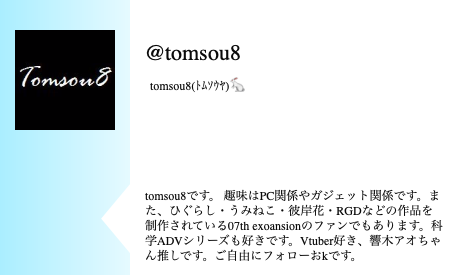 Tomsou8
@tomsou8
tomsou8(ﾄﾑｿｳﾔ)🐇
tomsou8です。 趣味はPC関係やガジェット関係です。ま
た、ひぐらし・うみねこ・彼岸花・RGDなどの作品を
制作されている07th exoansionのファンでもあります。科
学ADVシリーズも好きです。Vtuber好き、響木アオちゃ
ん推しです。ご自由にフォローおkです。